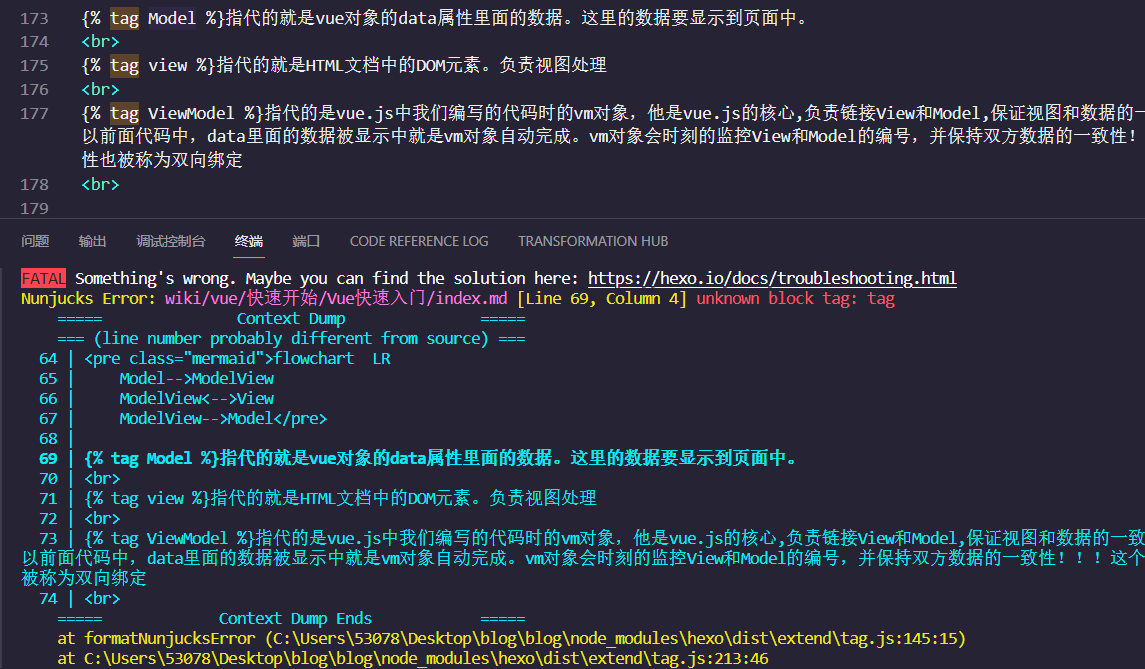 173 {% tag Model %}指代的就是vue对象的data属性里面的数据。这里的数据要显示到页面中。
174 <br>
175 {% tag view %}指代的就是HTML文档中的DOM元素。负责视图处理
176 <br>
177 {% tag ViewModel %}指代的是vue.js中我们编写的代码时的vm对象，他是vue.js的核心,负责链接View和Model,保证视图和数据的一
以前面代码中，data里面的数据被显示中就是vm对象自动完成。vm对象会时刻的监控View和Model的编号，并保持双方数据的一致性！
性也被称为双向绑定
178 <br>
179
问题 输出 调试控制台 终端 端口 CODE REFERENCE LOG TRANSFORMATION HUB
FATAL Something's wrong. Maybe you can find the solution here: https://hexo.io/docs/troubleshooting.html
Nunjucks Error: wiki/vue/快速开始/Vue快速入门/index.md [Line 69, Column 4] unknown block tag: tag
===== Context Dump =====
=== (line number probably different from source) ===
64 | <pre class="mermaid">flowchart  LR
65 | Model-->ModelView
66 | ModelView<-->View
67 | ModelView-->Model</pre>
68 |
69 | {% tag Model %}指代的就是vue对象的data属性里面的数据。这里的数据要显示到页面中。
70 | <br>
71 | {% tag view %}指代的就是HTML文档中的DOM元素。负责视图处理
72 | <br>
73 | {% tag ViewModel %}指代的是vue.js中我们编写的代码时的vm对象，他是vue.js的核心,负责链接View和Model,保证视图和数据的一致
以前面代码中，data里面的数据被显示中就是vm对象自动完成。vm对象会时刻的监控View和Model的编号，并保持双方数据的一致性！！！这个
被称为双向绑定
74 | <br>
===== Context Dump Ends =====
at formatNunjucksError (C:\Users\53078\Desktop\blog\blog\node_modules\hexo\dist\extend\tag.js:145:15)
at C:\Users\53078\Desktop\blog\blog\node_modules\hexo\dist\extend\tag.js:213:46